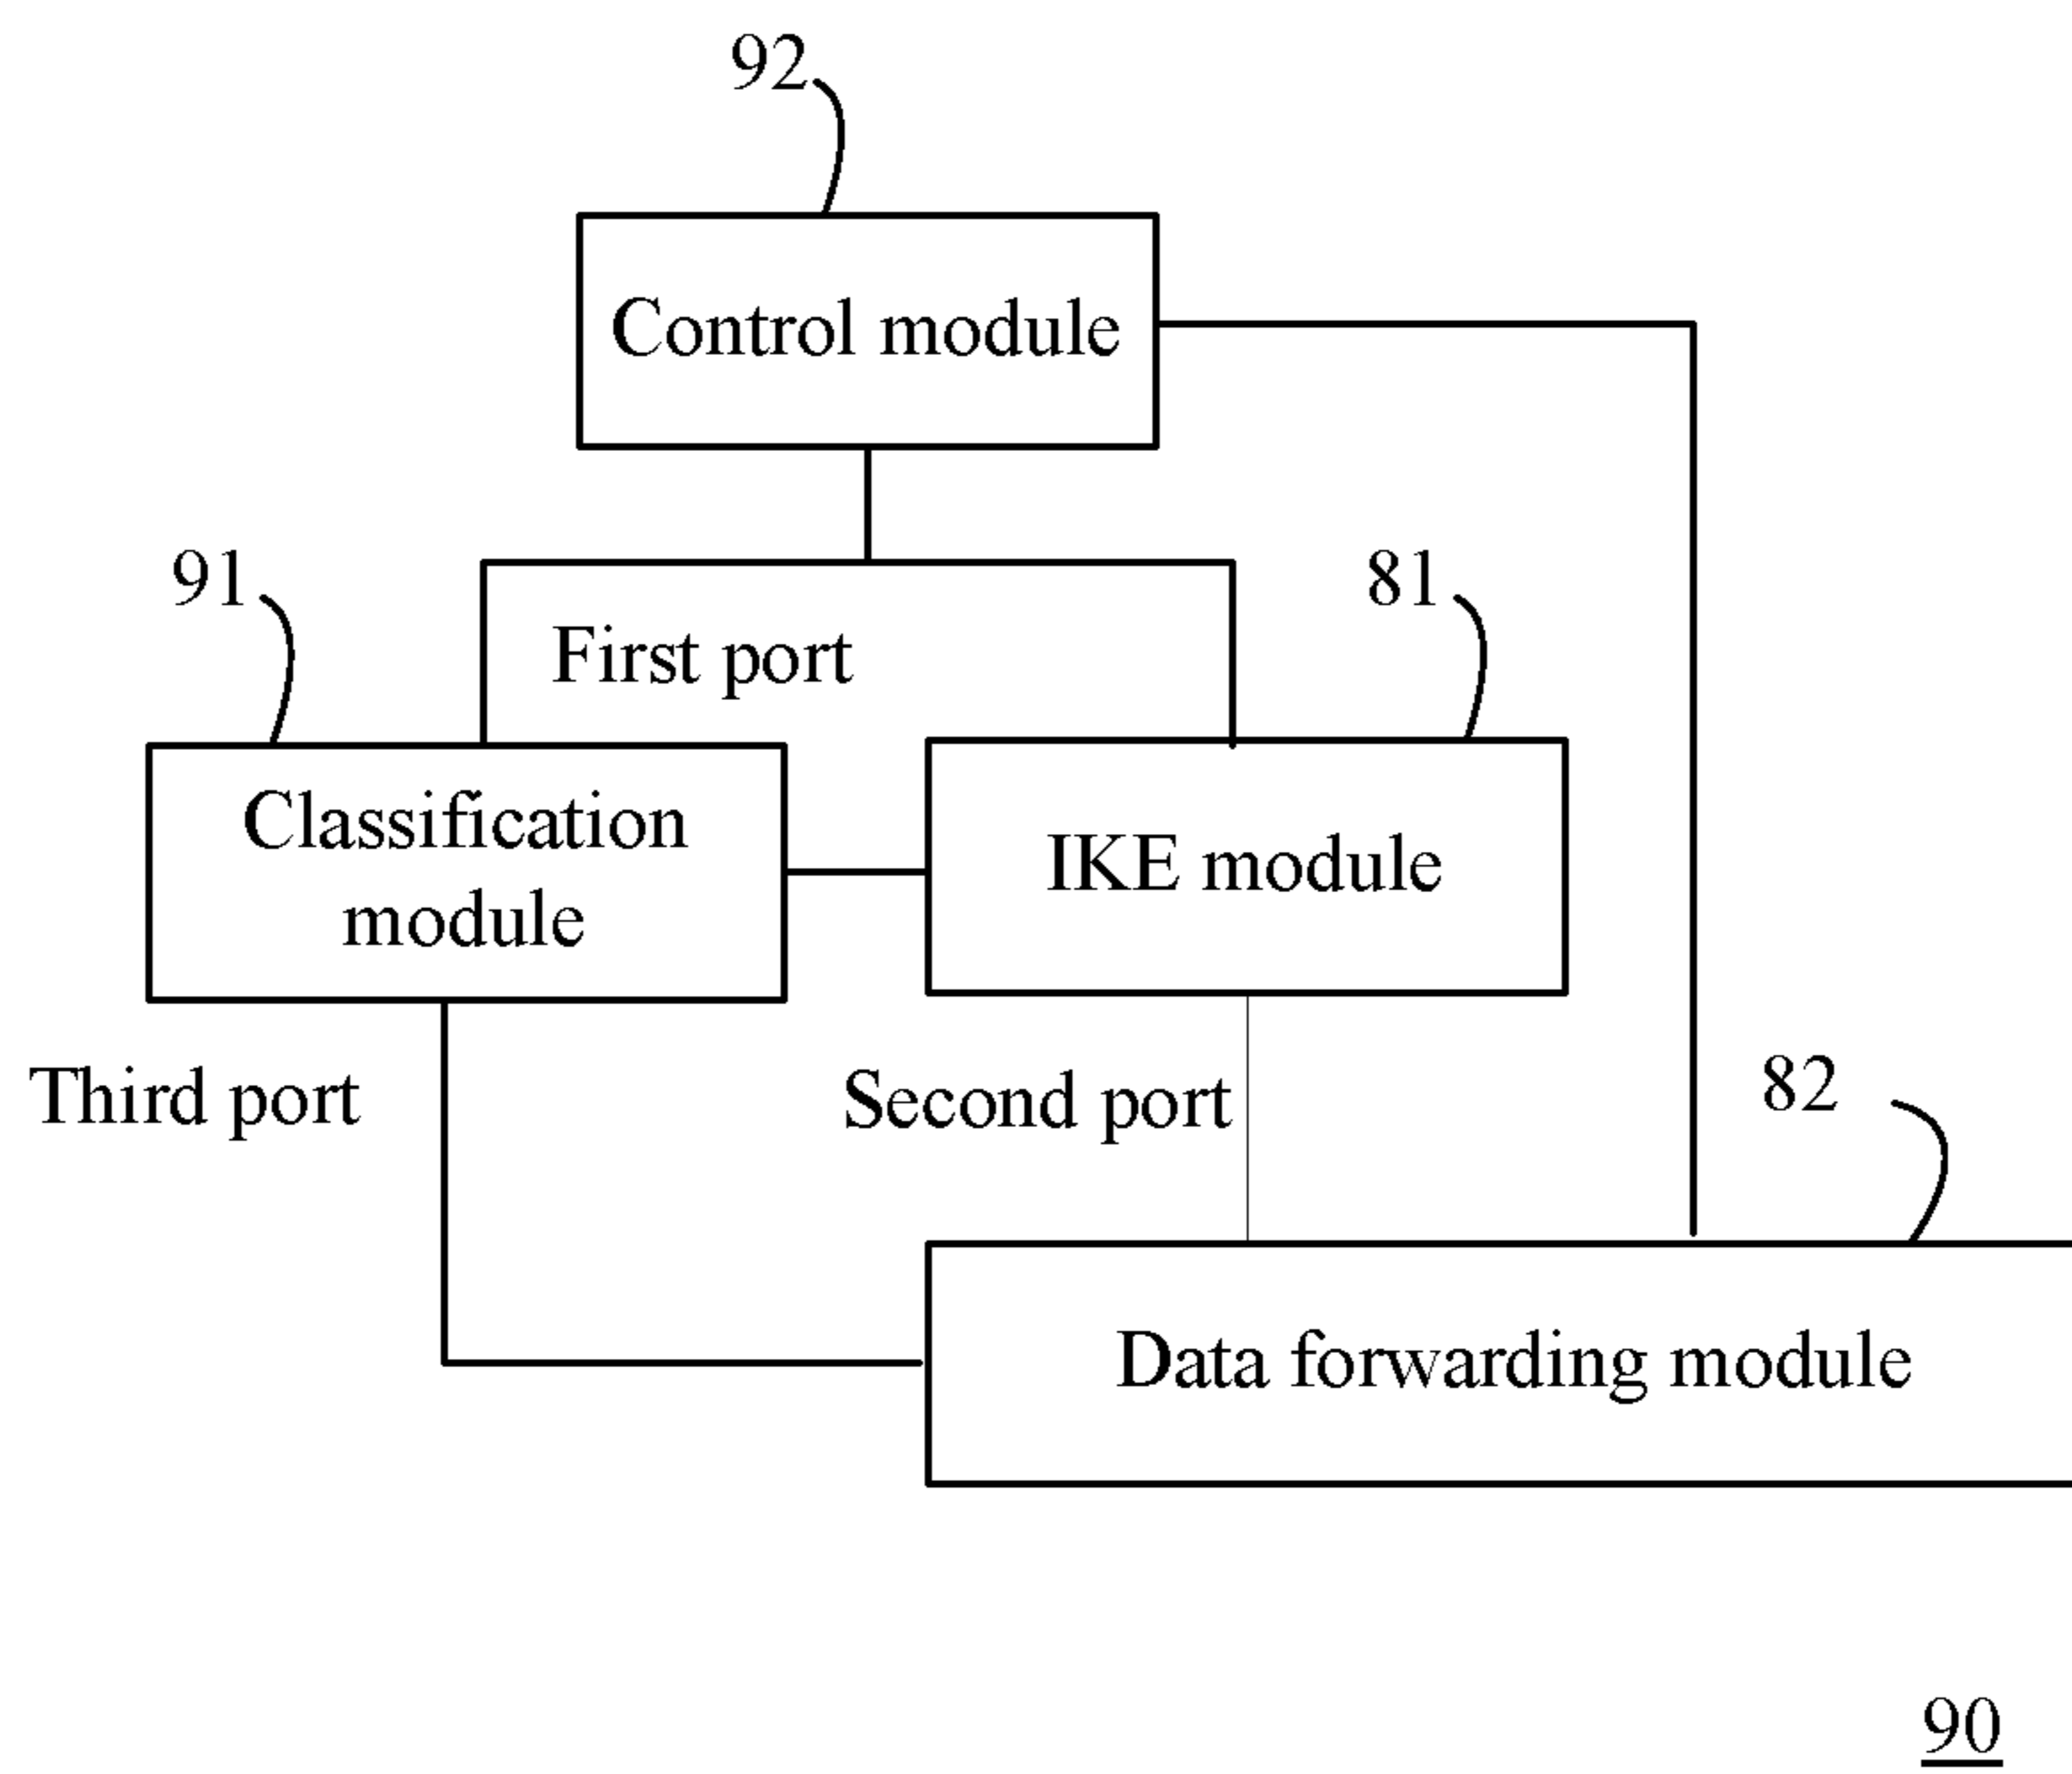 92
Control module
91
81
First port
Classification
module
IKE module
Third port
Second port
82
Data forwarding module
90